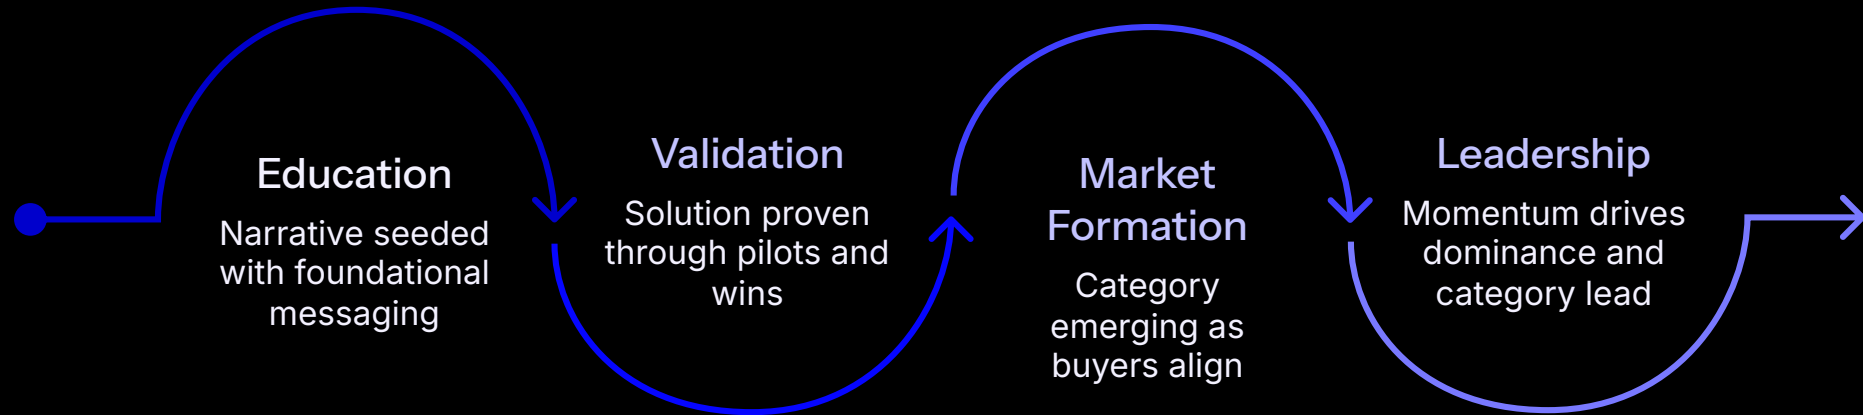 Education
Narrative seeded
with foundational
messaging
Validation
Solution proven
through pilots and
wins
Market
Formation
Category
emerging as
buyers align
Leadership
Momentum drives
dominance and
category lead